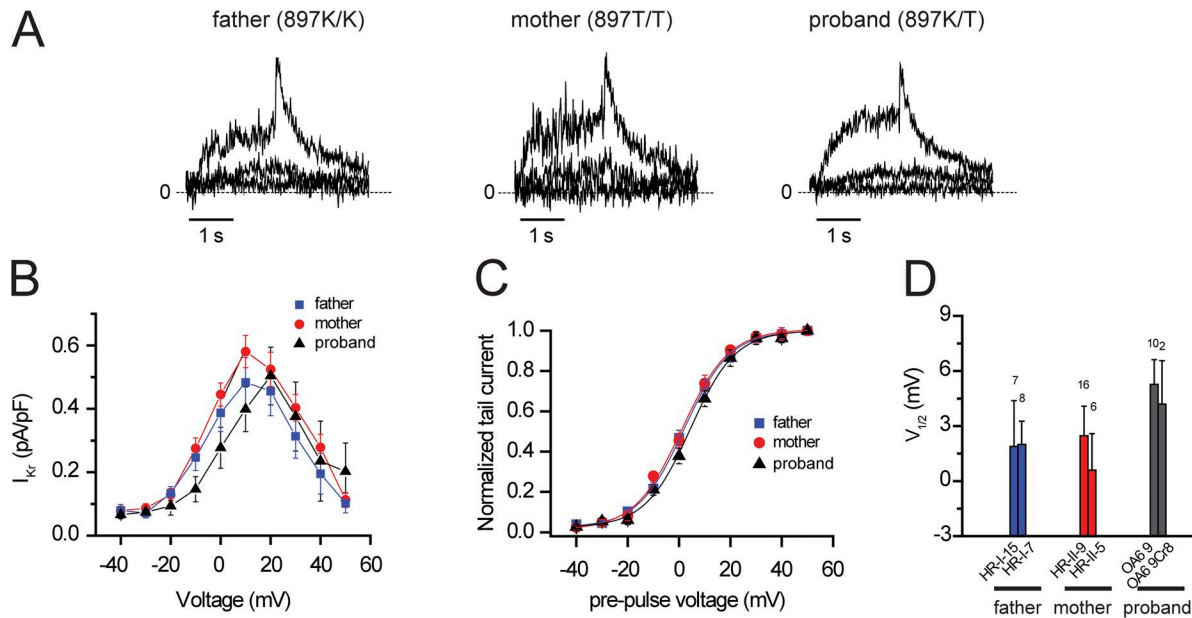 A
father (897K/K)
mother (897T/T)
proband (897K/T)
0
0
0
1 s
1 s
1 s
B
father
mother
proband
I_Kr (pA/pF)
0.6
0.4
0.2
0.0
-40
-20
0
20
40
60
Voltage (mV)
C
Normalized tail current
1.0
0.8
0.6
0.4
0.2
0.0
father
mother
proband
-40
-20
0
20
40
60
pre-pulse voltage (mV)
D
V_1/2 (mV)
6
3
0
-3
7
8
16
6
10
2
HR-I-15
HR-I-7
HR-II-9
HR-II-5
OA6 9
OA6 9Cr8
father
mother
proband